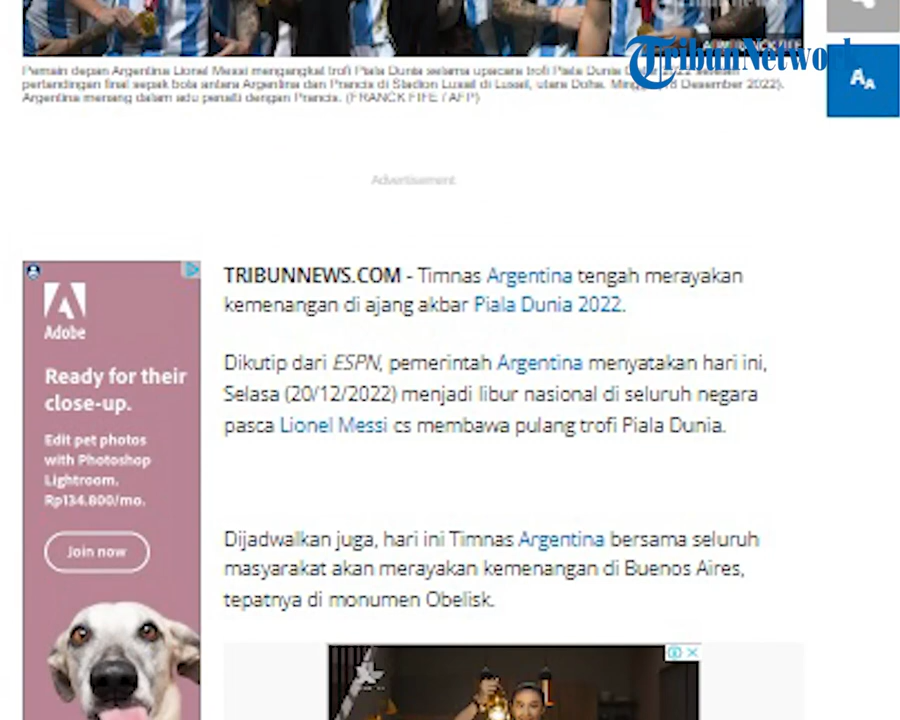 TribunNetwork
Pemain depan Argentina Lionel Messi mengangkat trofi Piala Dunia selama upacara trofi Piala Dunia 2022 setelah
pertandingan final sepak bola antara Argentina dan Prancis di Stadion Lusail di Lusail, utara Doha, Desember 2022).
Argentina menang dalam adu penalti dengan Prancis. (FRANCK FIFE / AFP)
AA
Advertisement
Adobe
Ready for their
close-up.
Edit pet photos
with Photoshop
Lightroom.
Rp134.800/mo.
Join now
TRIBUNNEWS.COM - Timnas Argentina tengah merayakan
kemenangan di ajang akbar Piala Dunia 2022.
Dikutip dari ESPN, pemerintah Argentina menyatakan hari ini,
Selasa (20/12/2022) menjadi libur nasional di seluruh negara
pasca Lionel Messi cs membawa pulang trofi Piala Dunia.
Dijadwalkan juga, hari ini Timnas Argentina bersama seluruh
masyarakat akan merayakan kemenangan di Buenos Aires,
tepatnya di monumen Obelisk.